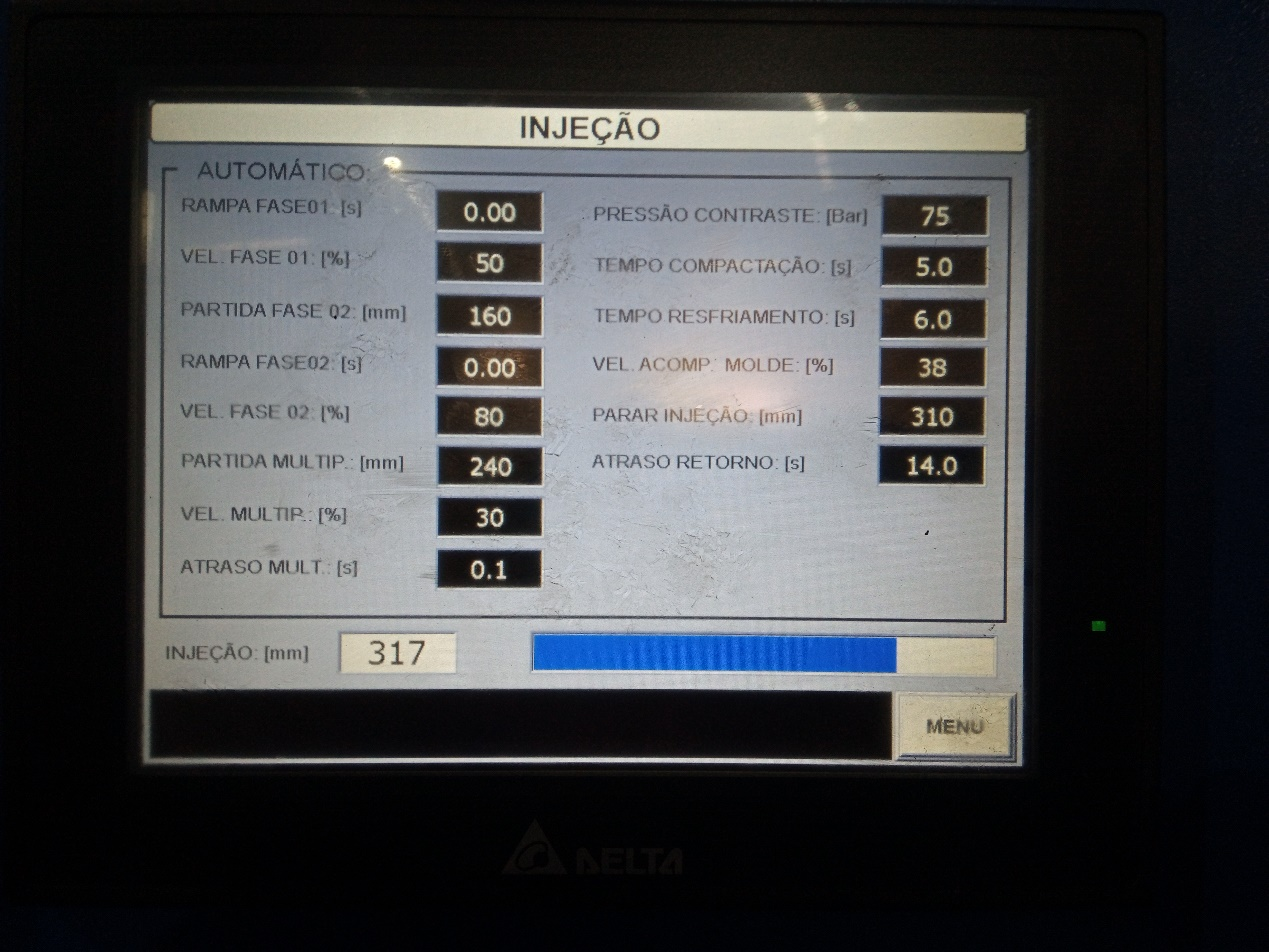 INJEÇÃO
AUTOMÁTICO:
RAMPA FASE01: [s] 0.00
VEL. FASE 01: [%] 50
PARTIDA FASE 02: [mm] 160
RAMPA FASE02: [s] 0.00
VEL. FASE 02: [%] 80
PARTIDA MULTIP.: [mm] 240
VEL. MULTIP.: [%] 30
ATRASO MULT.: [s] 0.1
PRESSÃO CONTRASTE: [Bar] 75
TEMPO COMPACTAÇÃO: [s] 5.0
TEMPO RESFRIAMENTO: [s] 6.0
VEL. ACOMP. MOLDE: [%] 38
PARAR INJEÇÃO: [mm] 310
ATRASO RETORNO: [s] 14.0
INJEÇÃO: [mm] 317
MENU
DELTA